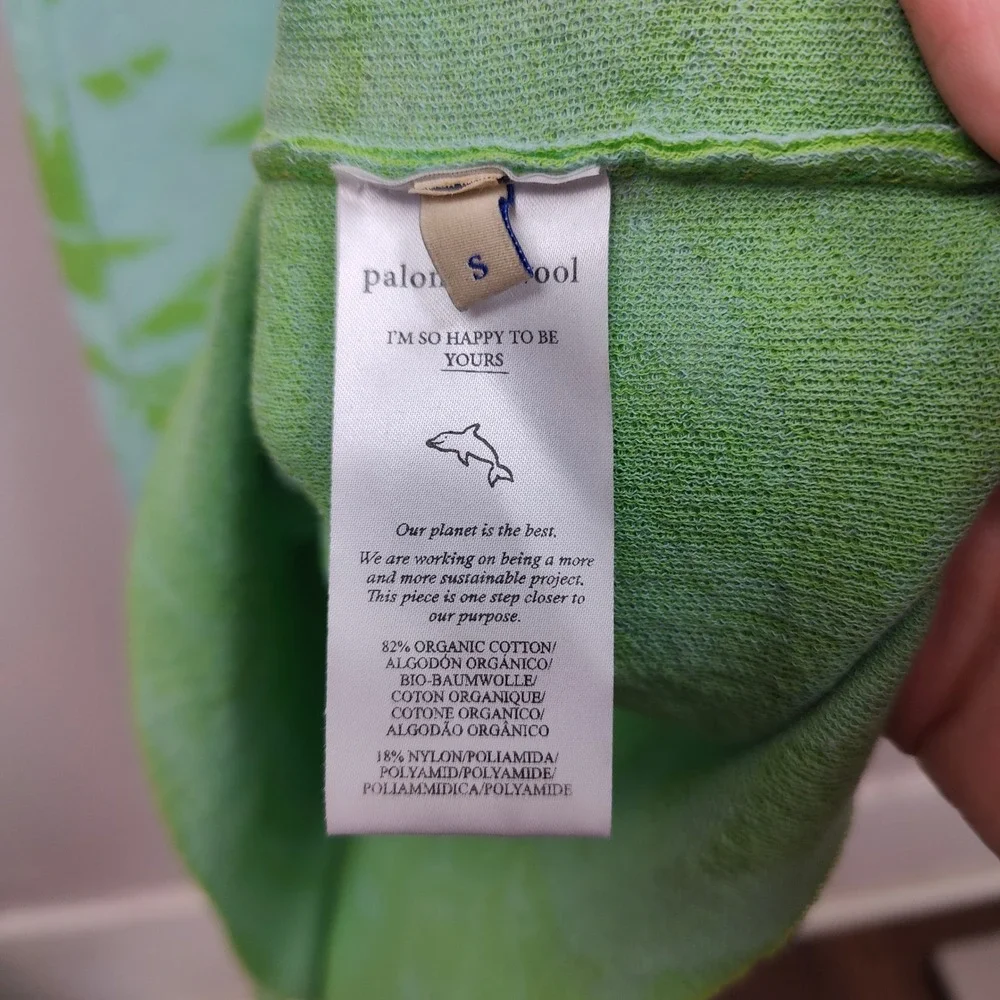 S
palon ool
I'M SO HAPPY TO BE
YOURS
Our planet is the best.
We are working on being a more
and more sustainable project.
This piece is one step closer to
our purpose.
82% ORGANIC COTTON/
ALGODÓN ORGÁNICO/
BIO-BAUMWOLLE/
COTON ORGANIQUE/
COTONE ORGANICO/
ALGODÃO ORGÂNICO
18% NYLON/POLIAMIDA/
POLYAMID/POLYAMIDE/
POLIAMMIDICA/POLYAMIDE